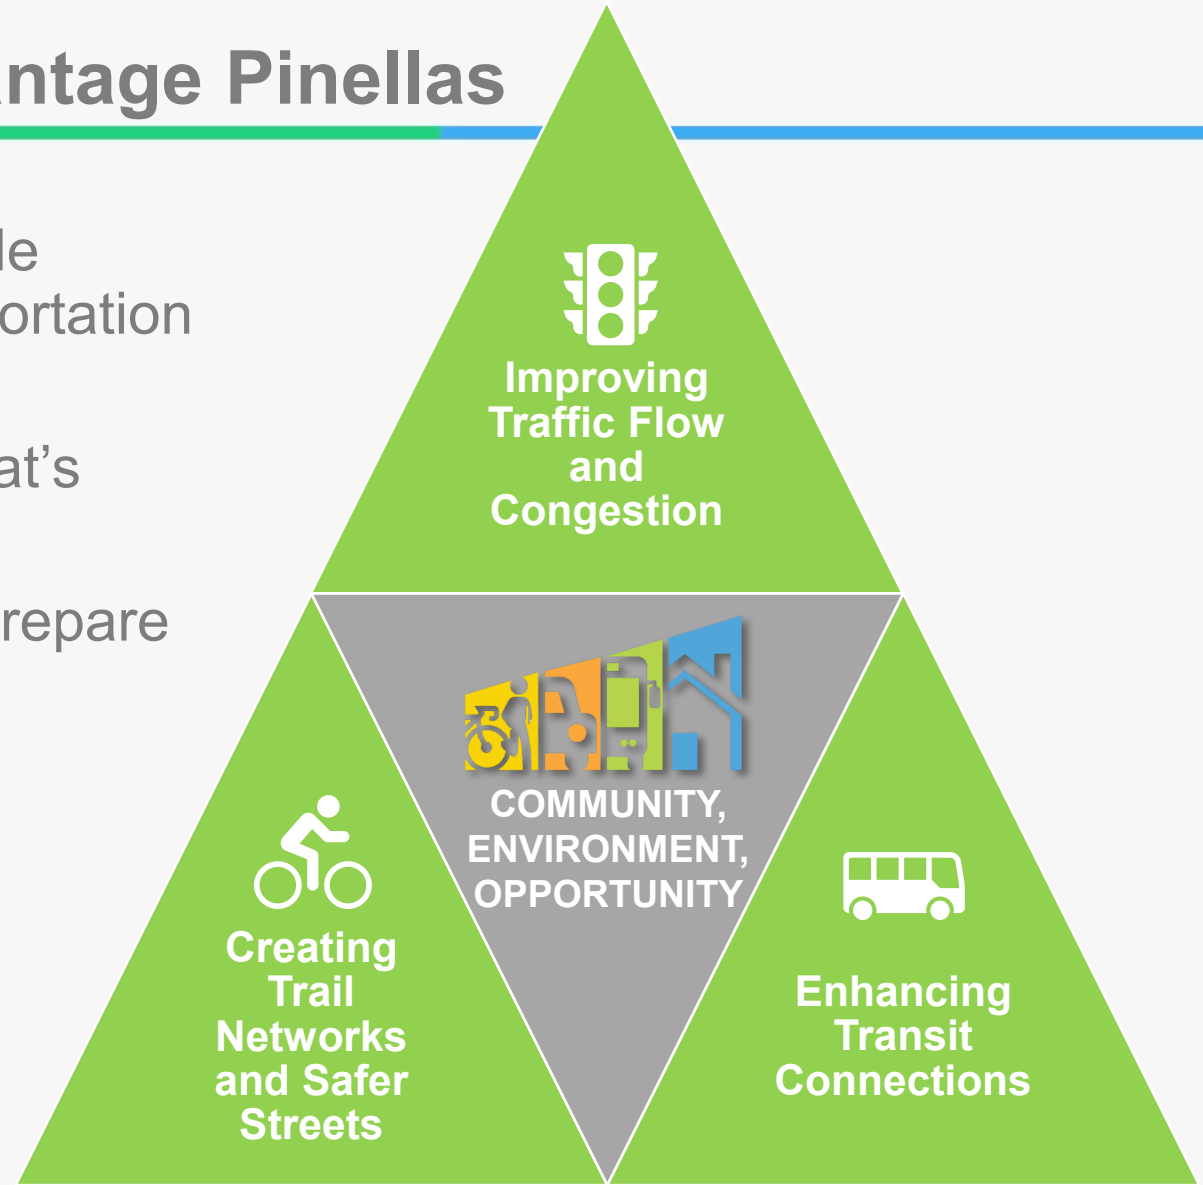 ntage Pinellas
le
ortation
at’s
repare
Improving
Traffic Flow
and
Congestion
COMMUNITY,
ENVIRONMENT,
OPPORTUNITY
Creating
Trail
Networks
and Safer
Streets
Enhancing
Transit
Connections